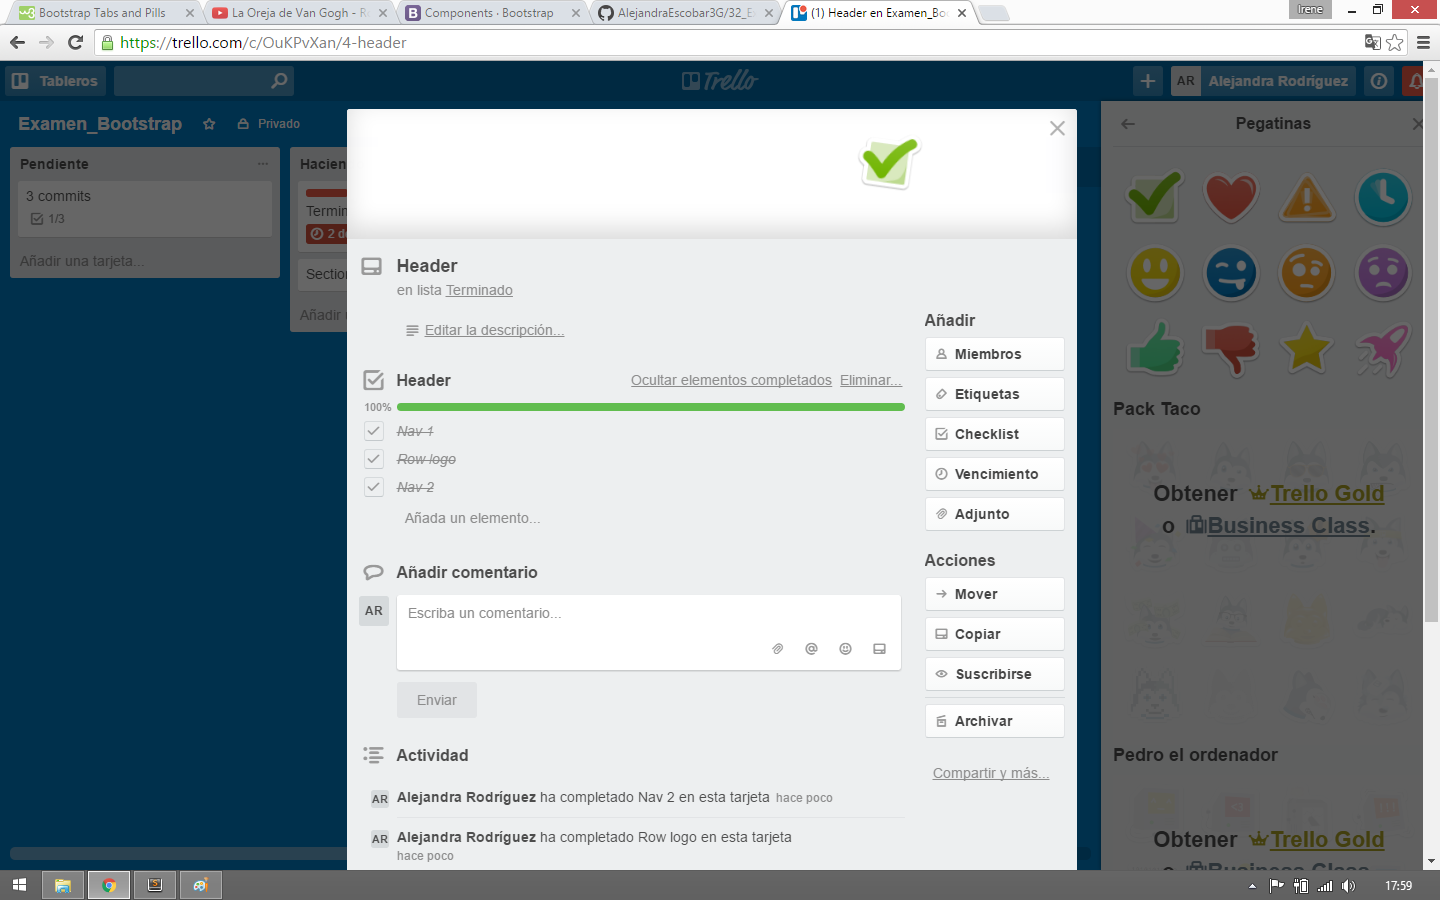 Bootstrap Tabs and Pills
La Oreja de Van Gogh - R
Components · Bootstrap
AlejandraEscobar3G/32_E
(1) Header en Examen_Bo
Irene
https://trello.com/c/OuKPvXan/4-header
Tableros
Trello
AR
Alejandra Rodríguez
Examen_Bootstrap
Privado
Pegatinas
Pendiente
3 commits
1/3
Añadir una tarjeta...
Hacien
Termin
2 de
Section
Añadir u
Header
en lista Terminado
Editar la descripción...
Header
Ocultar elementos completados
Eliminar...
100%
Nav 1
Row logo
Nav 2
Añada un elemento...
Añadir comentario
AR
Escriba un comentario...
Enviar
Actividad
AR
Alejandra Rodríguez ha completado Nav 2 en esta tarjeta hace poco
AR
Alejandra Rodríguez ha completado Row logo en esta tarjeta
hace poco
Añadir
Miembros
Etiquetas
Checklist
Vencimiento
Adjunto
Acciones
Mover
Copiar
Suscribirse
Archivar
Compartir y más...
Pack Taco
Obtener Trello Gold
o Business Class.
Pedro el ordenador
Obtener Trello Gold
o Business Class.
17:59